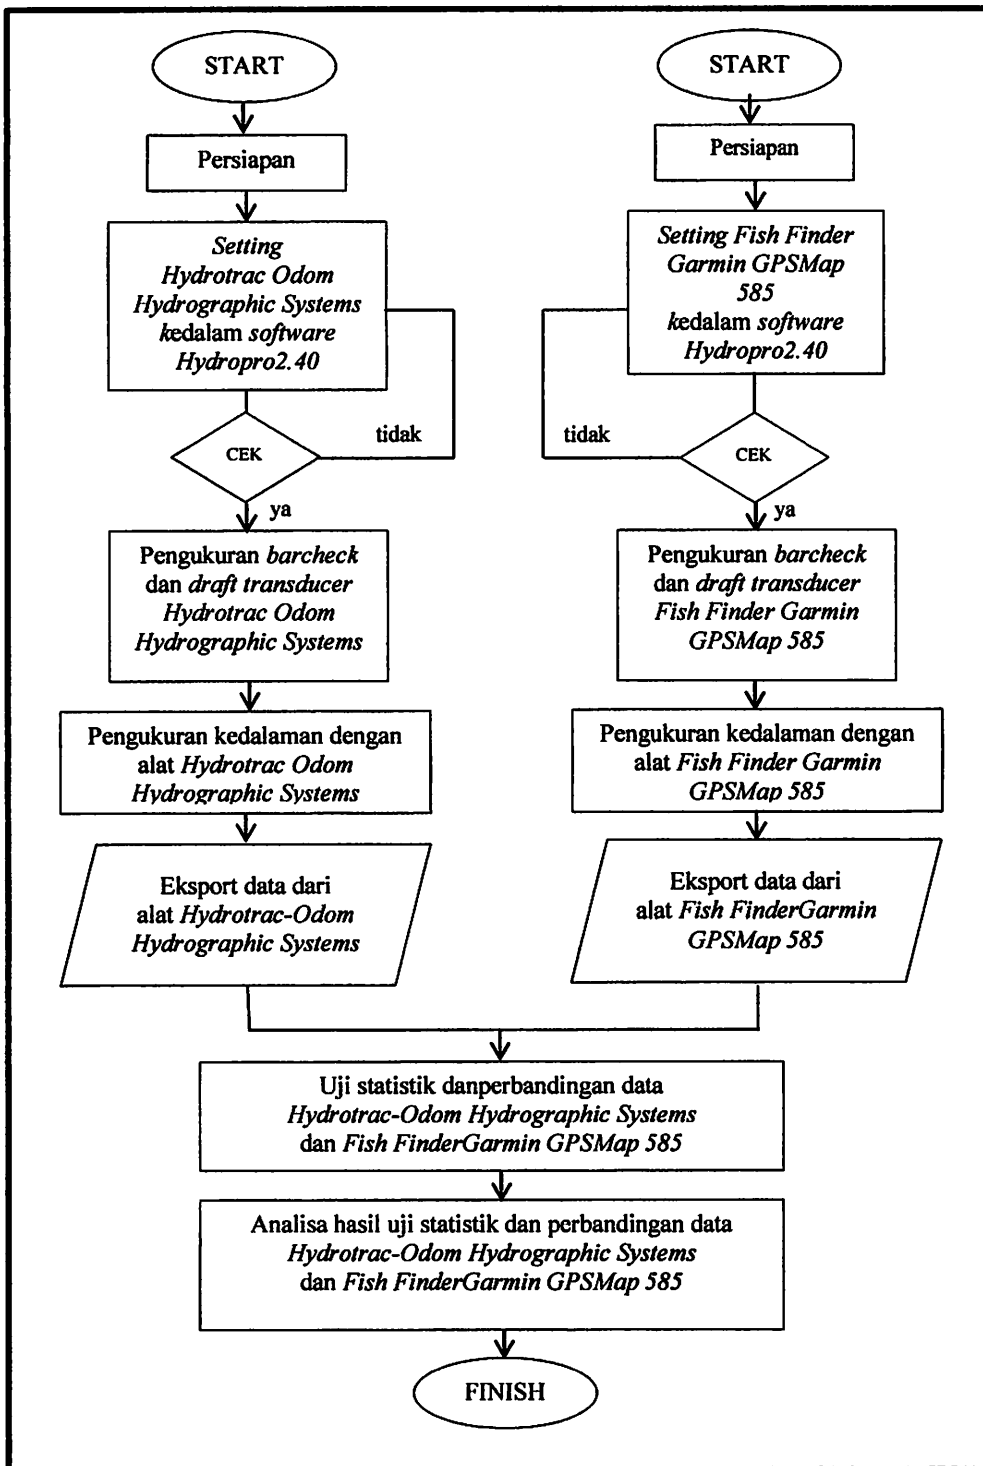 START
Persiapan
Setting
Hydrotrac Odom
Hydrographic Systems
kedalam software
Hydropro2.40
tidak
CEK
ya
Pengukuran barcheck
dan draft transducer
Hydrotrac Odom
Hydrographic Systems
Pengukuran kedalaman dengan
alat Hydrotrac Odom
Hydrographic Systems
Eksport data dari
alat Hydrotrac-Odom
Hydrographic Systems
START
Persiapan
Setting Fish Finder
Garmin GPSMap
585
kedalam software
Hydropro2.40
tidak
CEK
ya
Pengukuran barcheck
dan draft transducer
Fish Finder Garmin
GPSMap 585
Pengukuran kedalaman dengan
alat Fish Finder Garmin
GPSMap 585
Eksport data dari
alat Fish FinderGarmin
GPSMap 585
Uji statistik danperbandingan data
Hydrotrac-Odom Hydrographic Systems
dan Fish FinderGarmin GPSMap 585
Analisa hasil uji statistik dan perbandingan data
Hydrotrac-Odom Hydrographic Systems
dan Fish FinderGarmin GPSMap 585
FINISH